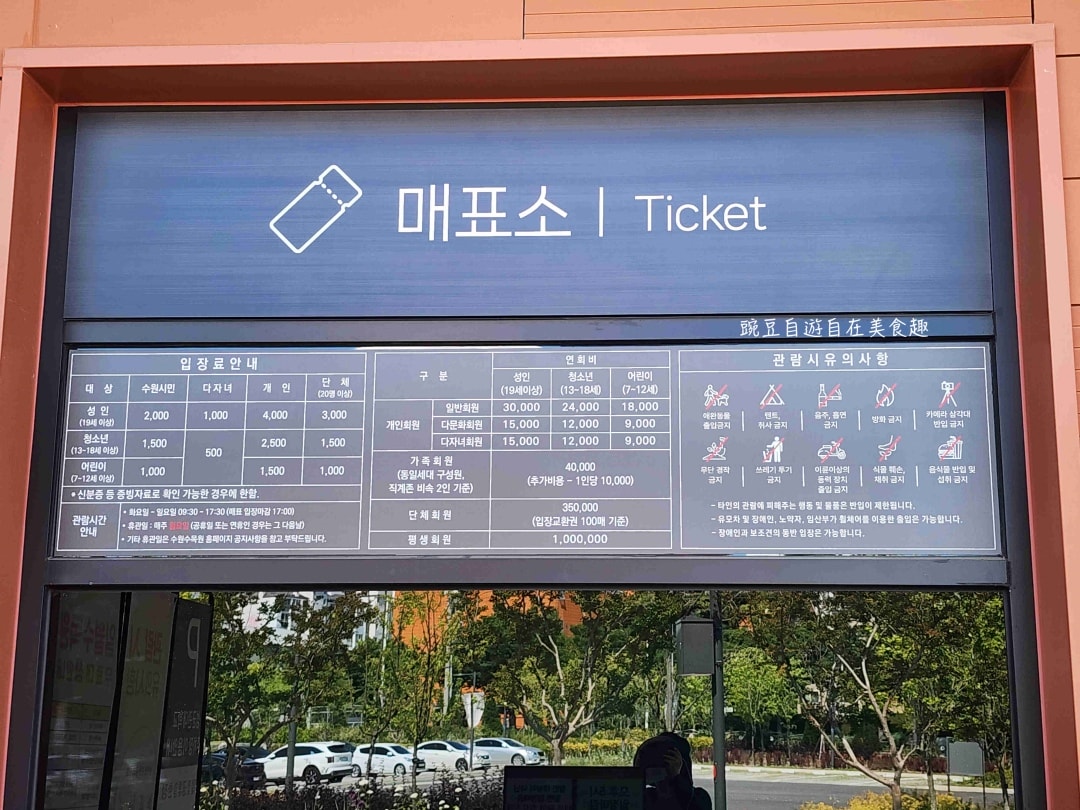 매표소 | Ticket
豌豆自遊自在美食趣
입장료안내
대 상 수원시민 다자녀 개 인 단 체
(20명 이상)
성 인
(19세 이상)
2,000 1,000 4,000 3,000
청소년
(13-18세 이상)
1,500 500 2,500 1,500
어린이
(7-12세 이상)
1,000 1,500 1,000
* 신분증 등 증빙자료로 확인 가능한 경우에 한함.
관람시간
안내
* 화요일 - 일요일 09:30 - 17:30 (매표 입장마감 17:00)
* 휴관일 : 매주 월요일 (공휴일 또는 연휴인 경우는 그 다음날)
* 기타 휴관일은 수원수목원 홈페이지 공지사항을 참고 부탁드립니다.
구 분 연회비
성인
(19세이상)
청소년
(13-18세)
어린이
(7-12세)
개인회원
일반회원 30,000 24,000 18,000
다문화회원 15,000 12,000 9,000
다자녀회원 15,000 12,000 9,000
가족회원
(동일세대 구성원,
직계존비속 2인 기준)
40,000
(추가비용 - 1인당 10,000)
단체회원
350,000
(입장교환권 100매 기준)
평생회원 1,000,000
관람시유의사항
애완동물
출입금지
텐트,
취사 금지
음주, 흡연
금지
방화 금지
카메라 삼각대
반입 금지
무단 경작
금지
쓰레기 투기
금지
이륜이상의
동력 장치
출입 금지
식물 훼손,
채취 금지
음식물 반입 및
섭취 금지
- 타인의 관람에 피해주는 행동 및 물품은 반입이 제한됩니다.
- 유모차 및 장애인, 노약자, 임산부가 휠체어를 이용한 출입은 가능합니다.
- 장애인과 보조견의 동반 입장은 가능합니다.